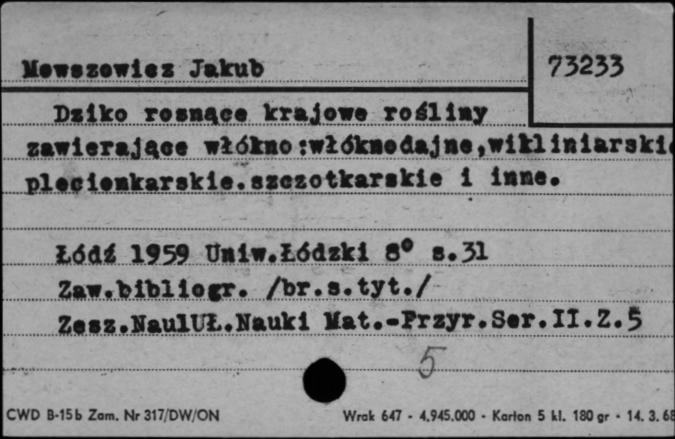 Mowszowicz Jakub
73233
Dziko rosnące krajowe rośliny
zawierające włókno:włóknodajne,wikliniarski
plecionkarskie.szczotkarskie i inne.
Łódź 1959 Uniw.Łódzki 8° s.31
Zaw.bibliogr. /br.s.tyt./
Zesz.NaulUŁ.Nauki Mat.-Przyr.Ser.II.Z.5
5
CWD B-15b Zam. Nr 317/DW/ON
Wrak 647 - 4.945.000 - Karton 5 kl. 180 gr - 14. 3. 68